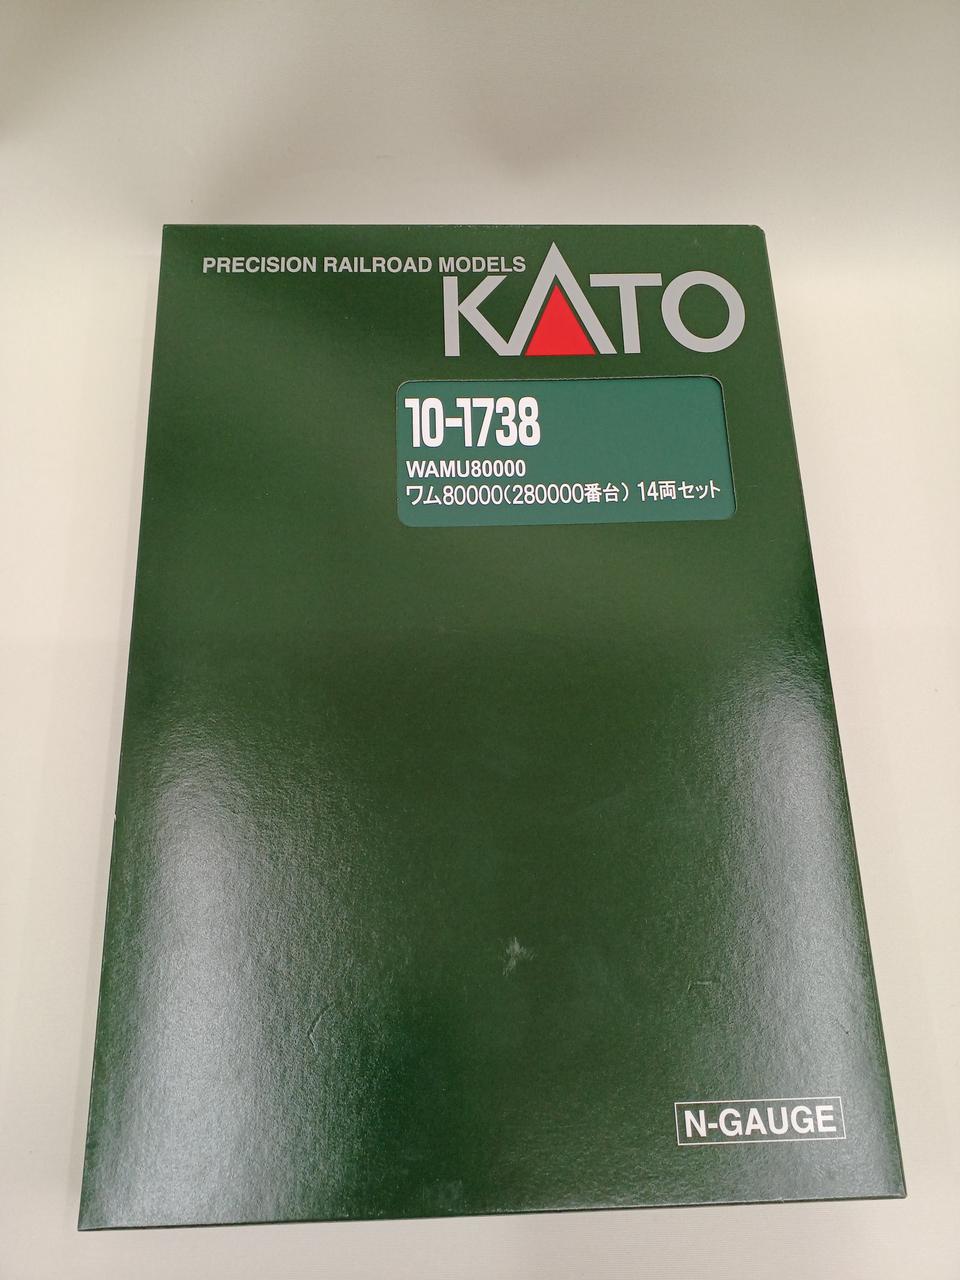 PRECISION RAILROAD MODELS
KATO
10-1738
WAMU80000
ワム80000(280000番台) 14両セット
N-GAUGE